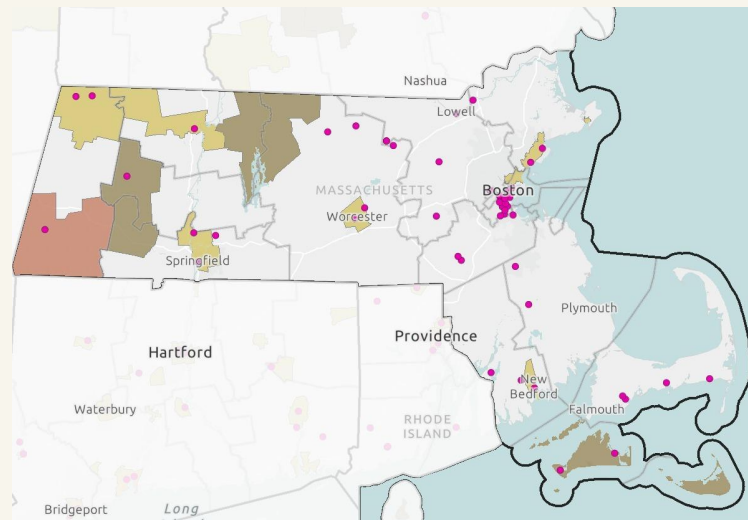 Nashua
Lowell
MASSACHUSETTS
Boston
Worcester
Springfield
Plymouth
Providence
Hartford
New
Bedford
Falmouth
Waterbury
RHODE
ISLAND
Bridgeport
Long